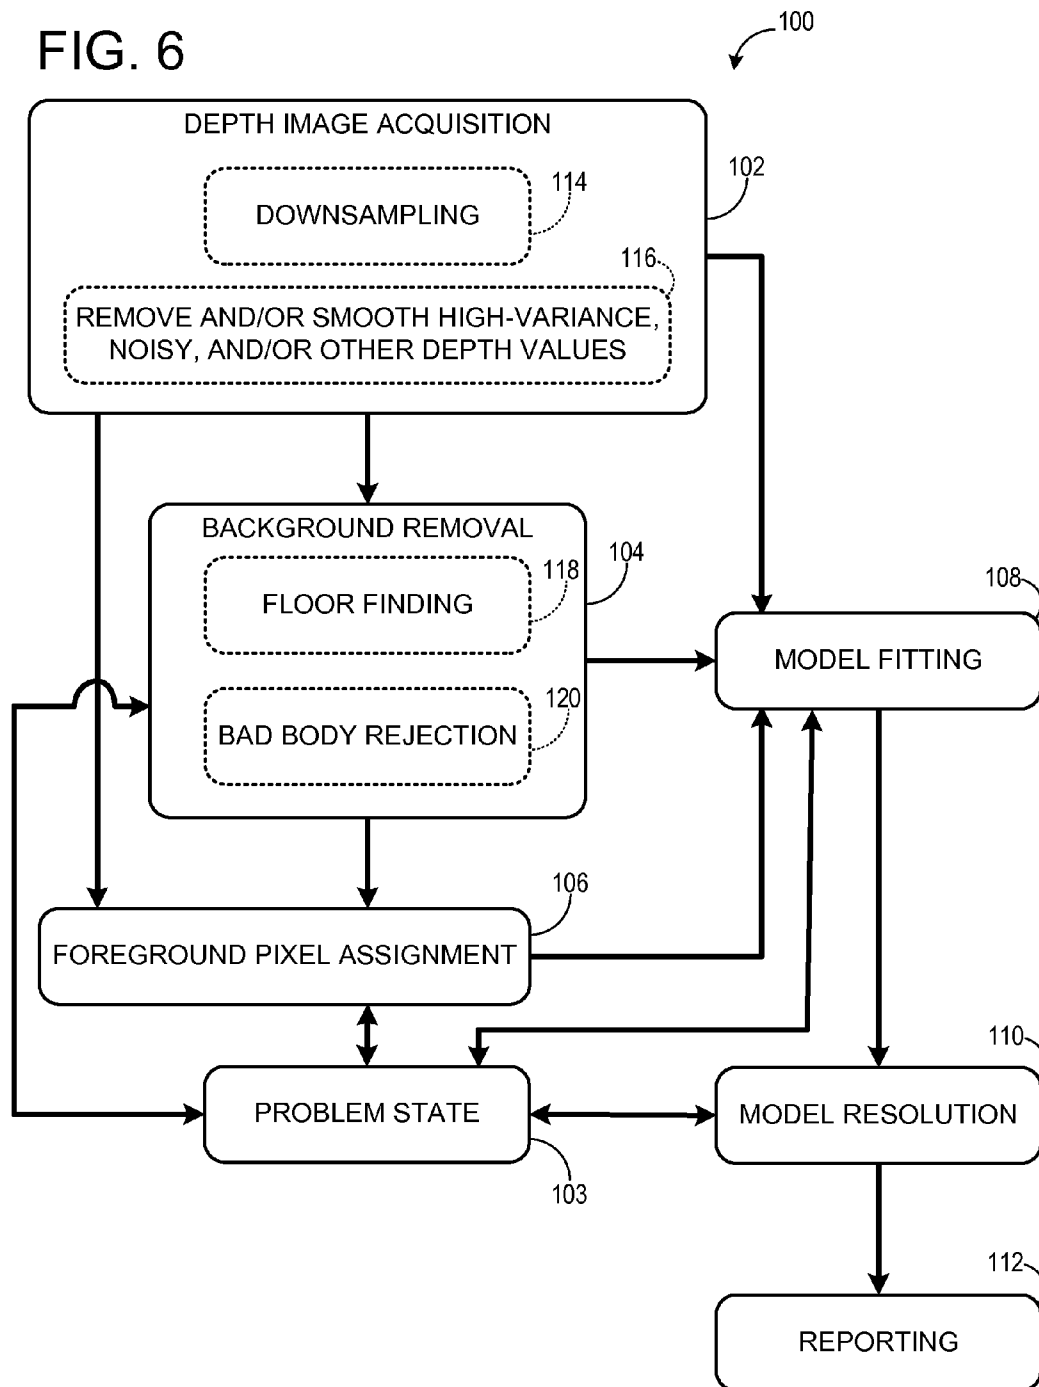 FIG. 6
100
DEPTH IMAGE ACQUISITION
102
DOWNSAMPLING
114
116
REMOVE AND/OR SMOOTH HIGH-VARIANCE,
NOISY, AND/OR OTHER DEPTH VALUES
BACKGROUND REMOVAL
104
FLOOR FINDING
118
BAD BODY REJECTION
120
108
MODEL FITTING
106
FOREGROUND PIXEL ASSIGNMENT
PROBLEM STATE
103
110
MODEL RESOLUTION
112
REPORTING